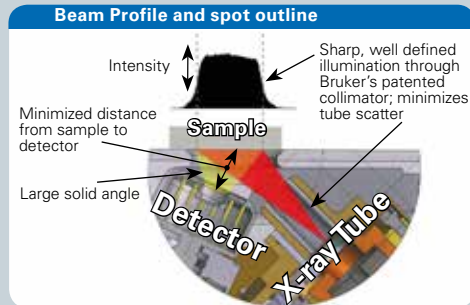 Beam Profile and spot outline
Intensity
Sharp, well defined
illumination through
Bruker's patented
collimator; minimizes
tube scatter
Minimized distance
from sample to
detector
Sample
Large solid angle
Detector
X-ray Tube